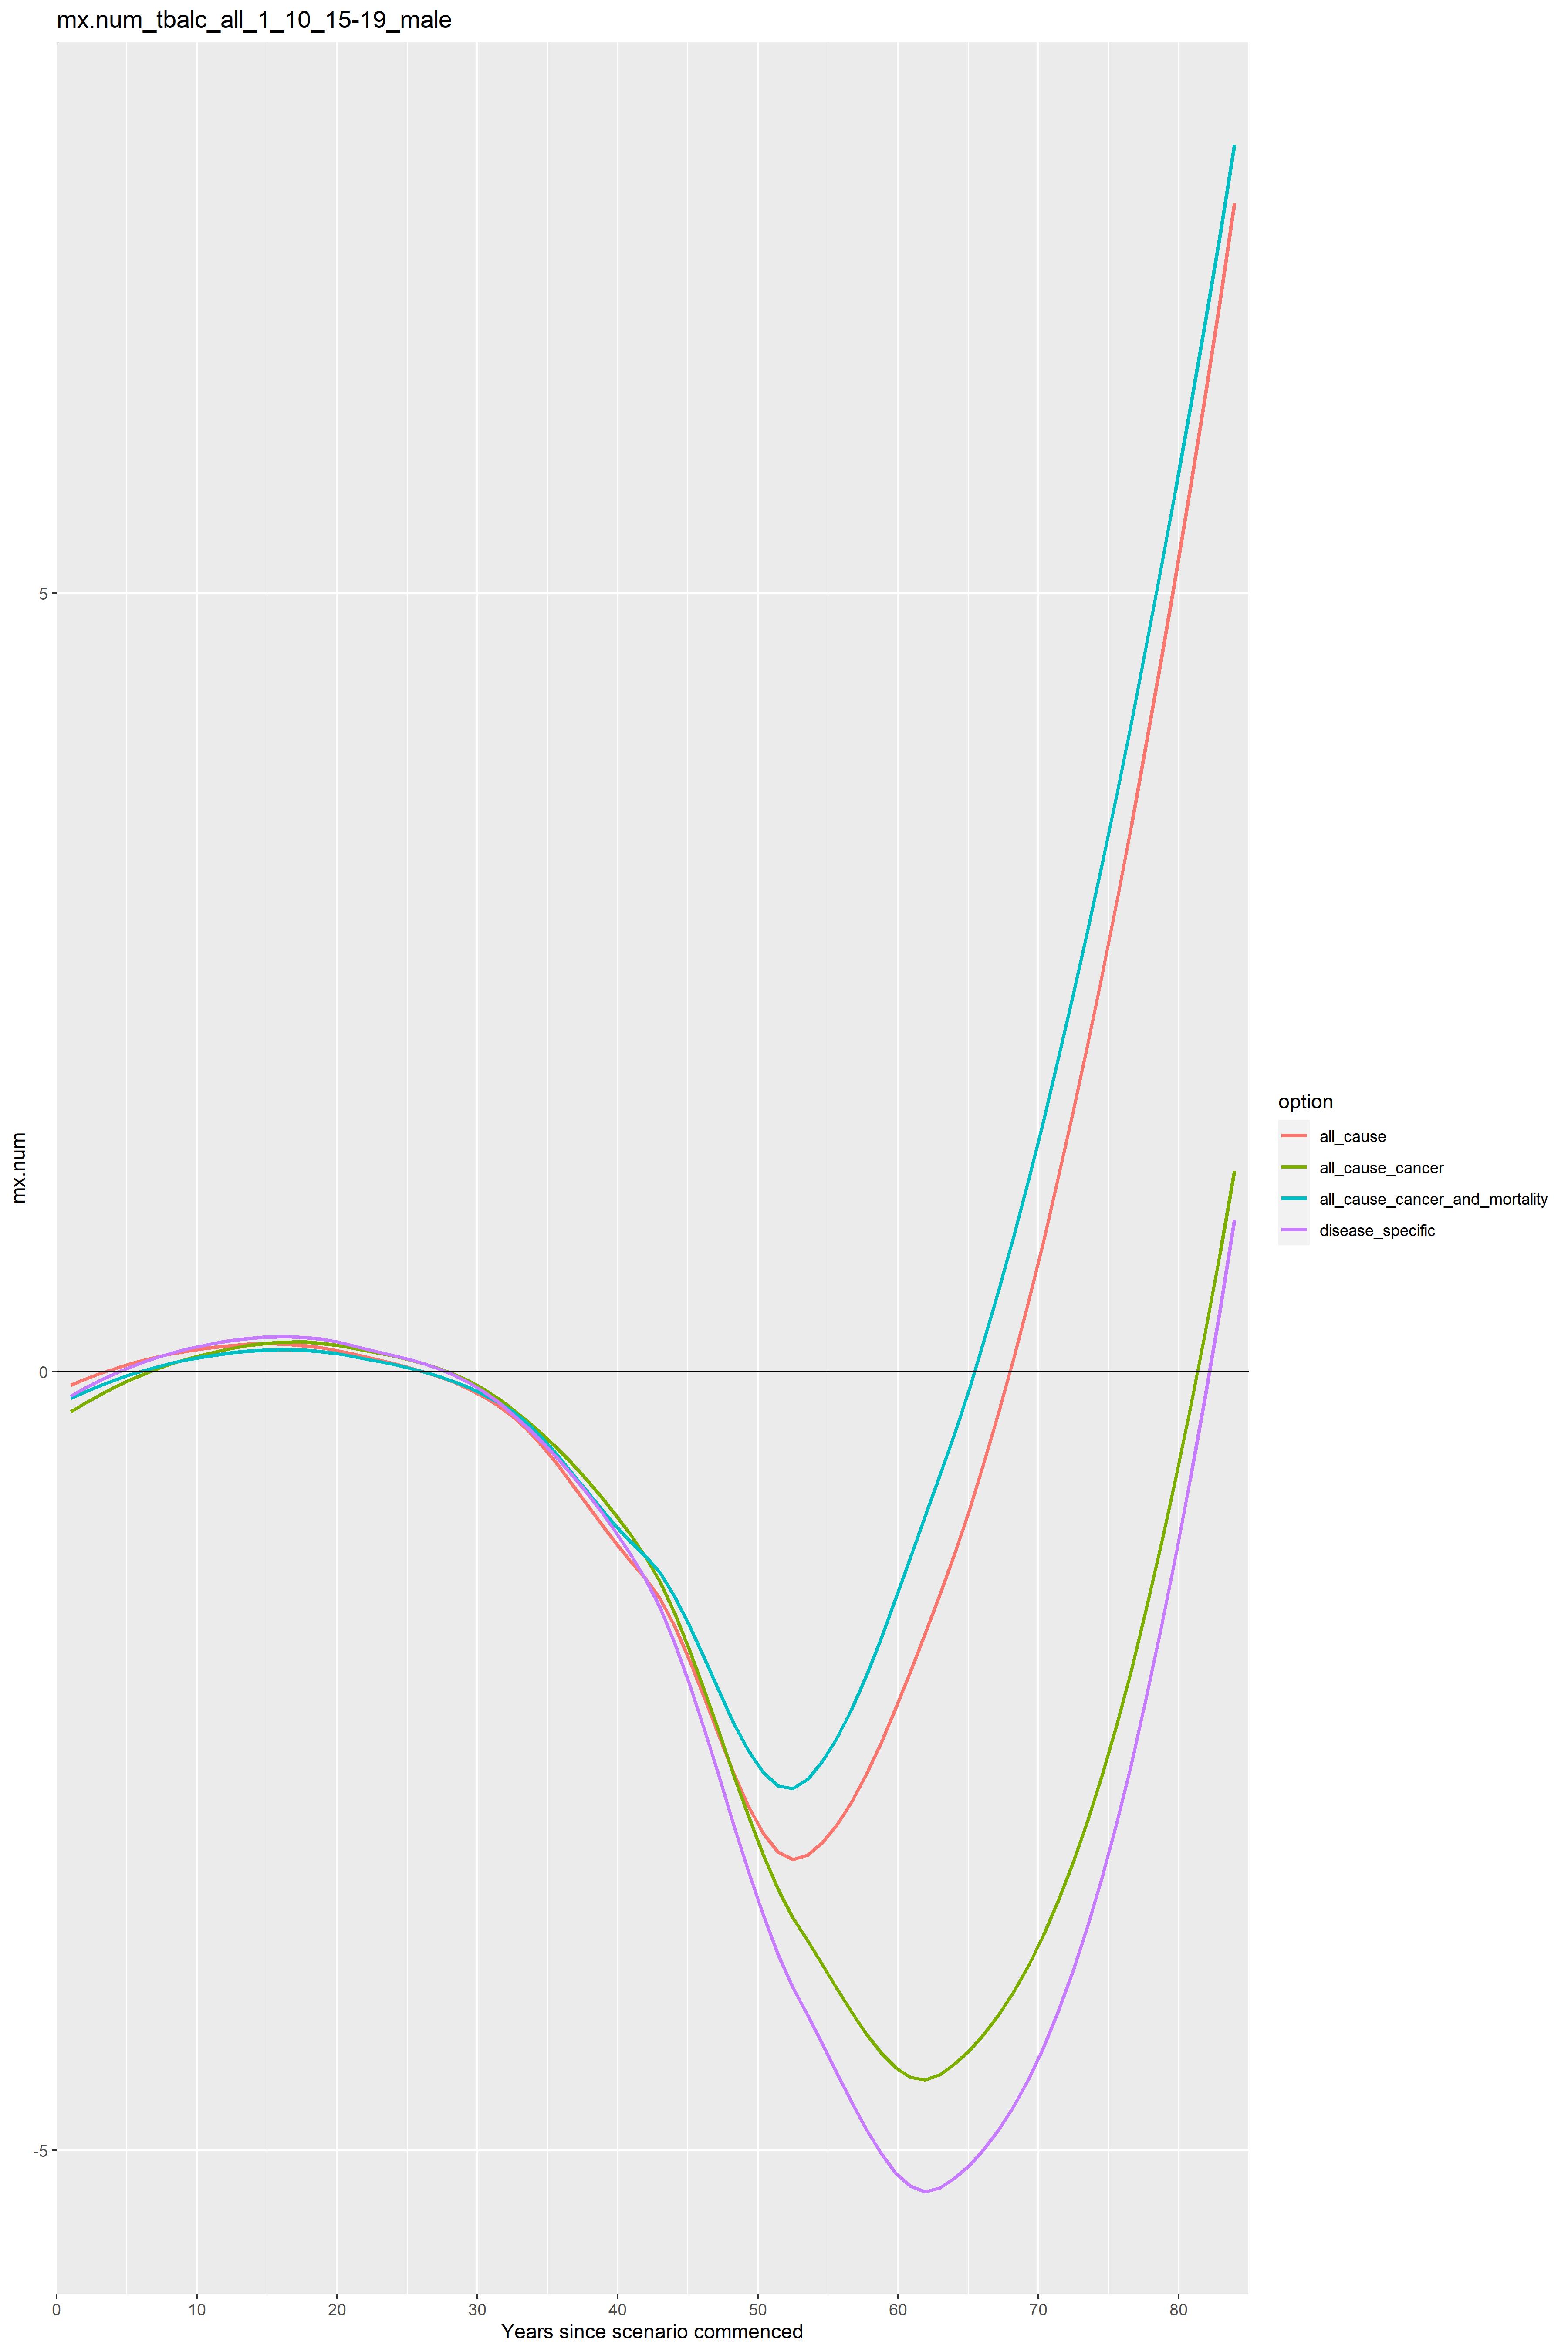 mx.num_tbalc_all_1_10_15-19_male
mx.num
5
0
-5
0 10 20 30 40 50 60 70 80
Years since scenario commenced
option
all_cause
all_cause_cancer
all_cause_cancer_and_mortality
disease_specific